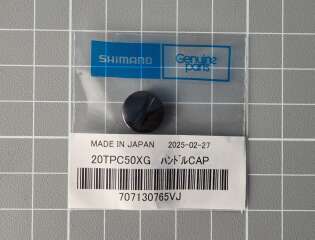 SHIMANO
Genuine
parts
MADE IN JAPAN 2025-02-27
20TPC50XG ﾊﾝﾄﾞﾙCAP
707130765VJ